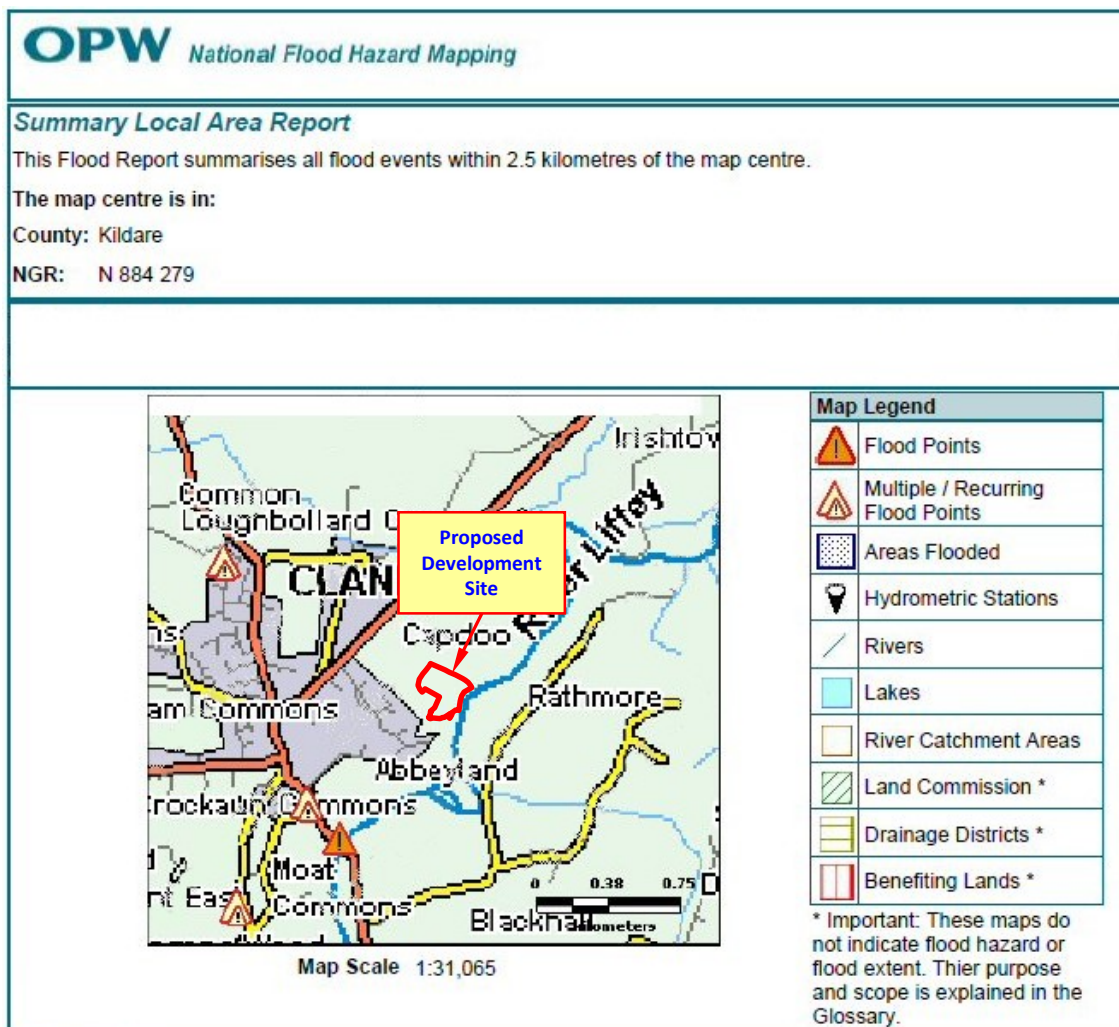 OPW National Flood Hazard Mapping
Summary Local Area Report
This Flood Report summarises all flood events within 2.5 kilometres of the map centre.
The map centre is in:
County: Kildare
NGR: N 884 279
Irishtow
Common
Loughbollard C
Proposed
Development
Site
CLAN
River Liffey
Capdoo
ns
Rathmore
am Commons
Abbeyland
Crockaun Commons
Moat
Commons
nt East
0 0.38 0.75
Blackhal
Kilometers
Map Scale 1:31,065
Map Legend
Flood Points
Multiple / Recurring
Flood Points
Areas Flooded
Hydrometric Stations
Rivers
Lakes
River Catchment Areas
Land Commission *
Drainage Districts *
Benefiting Lands *
* Important: These maps do
not indicate flood hazard or
flood extent. Thier purpose
and scope is explained in the
Glossary.